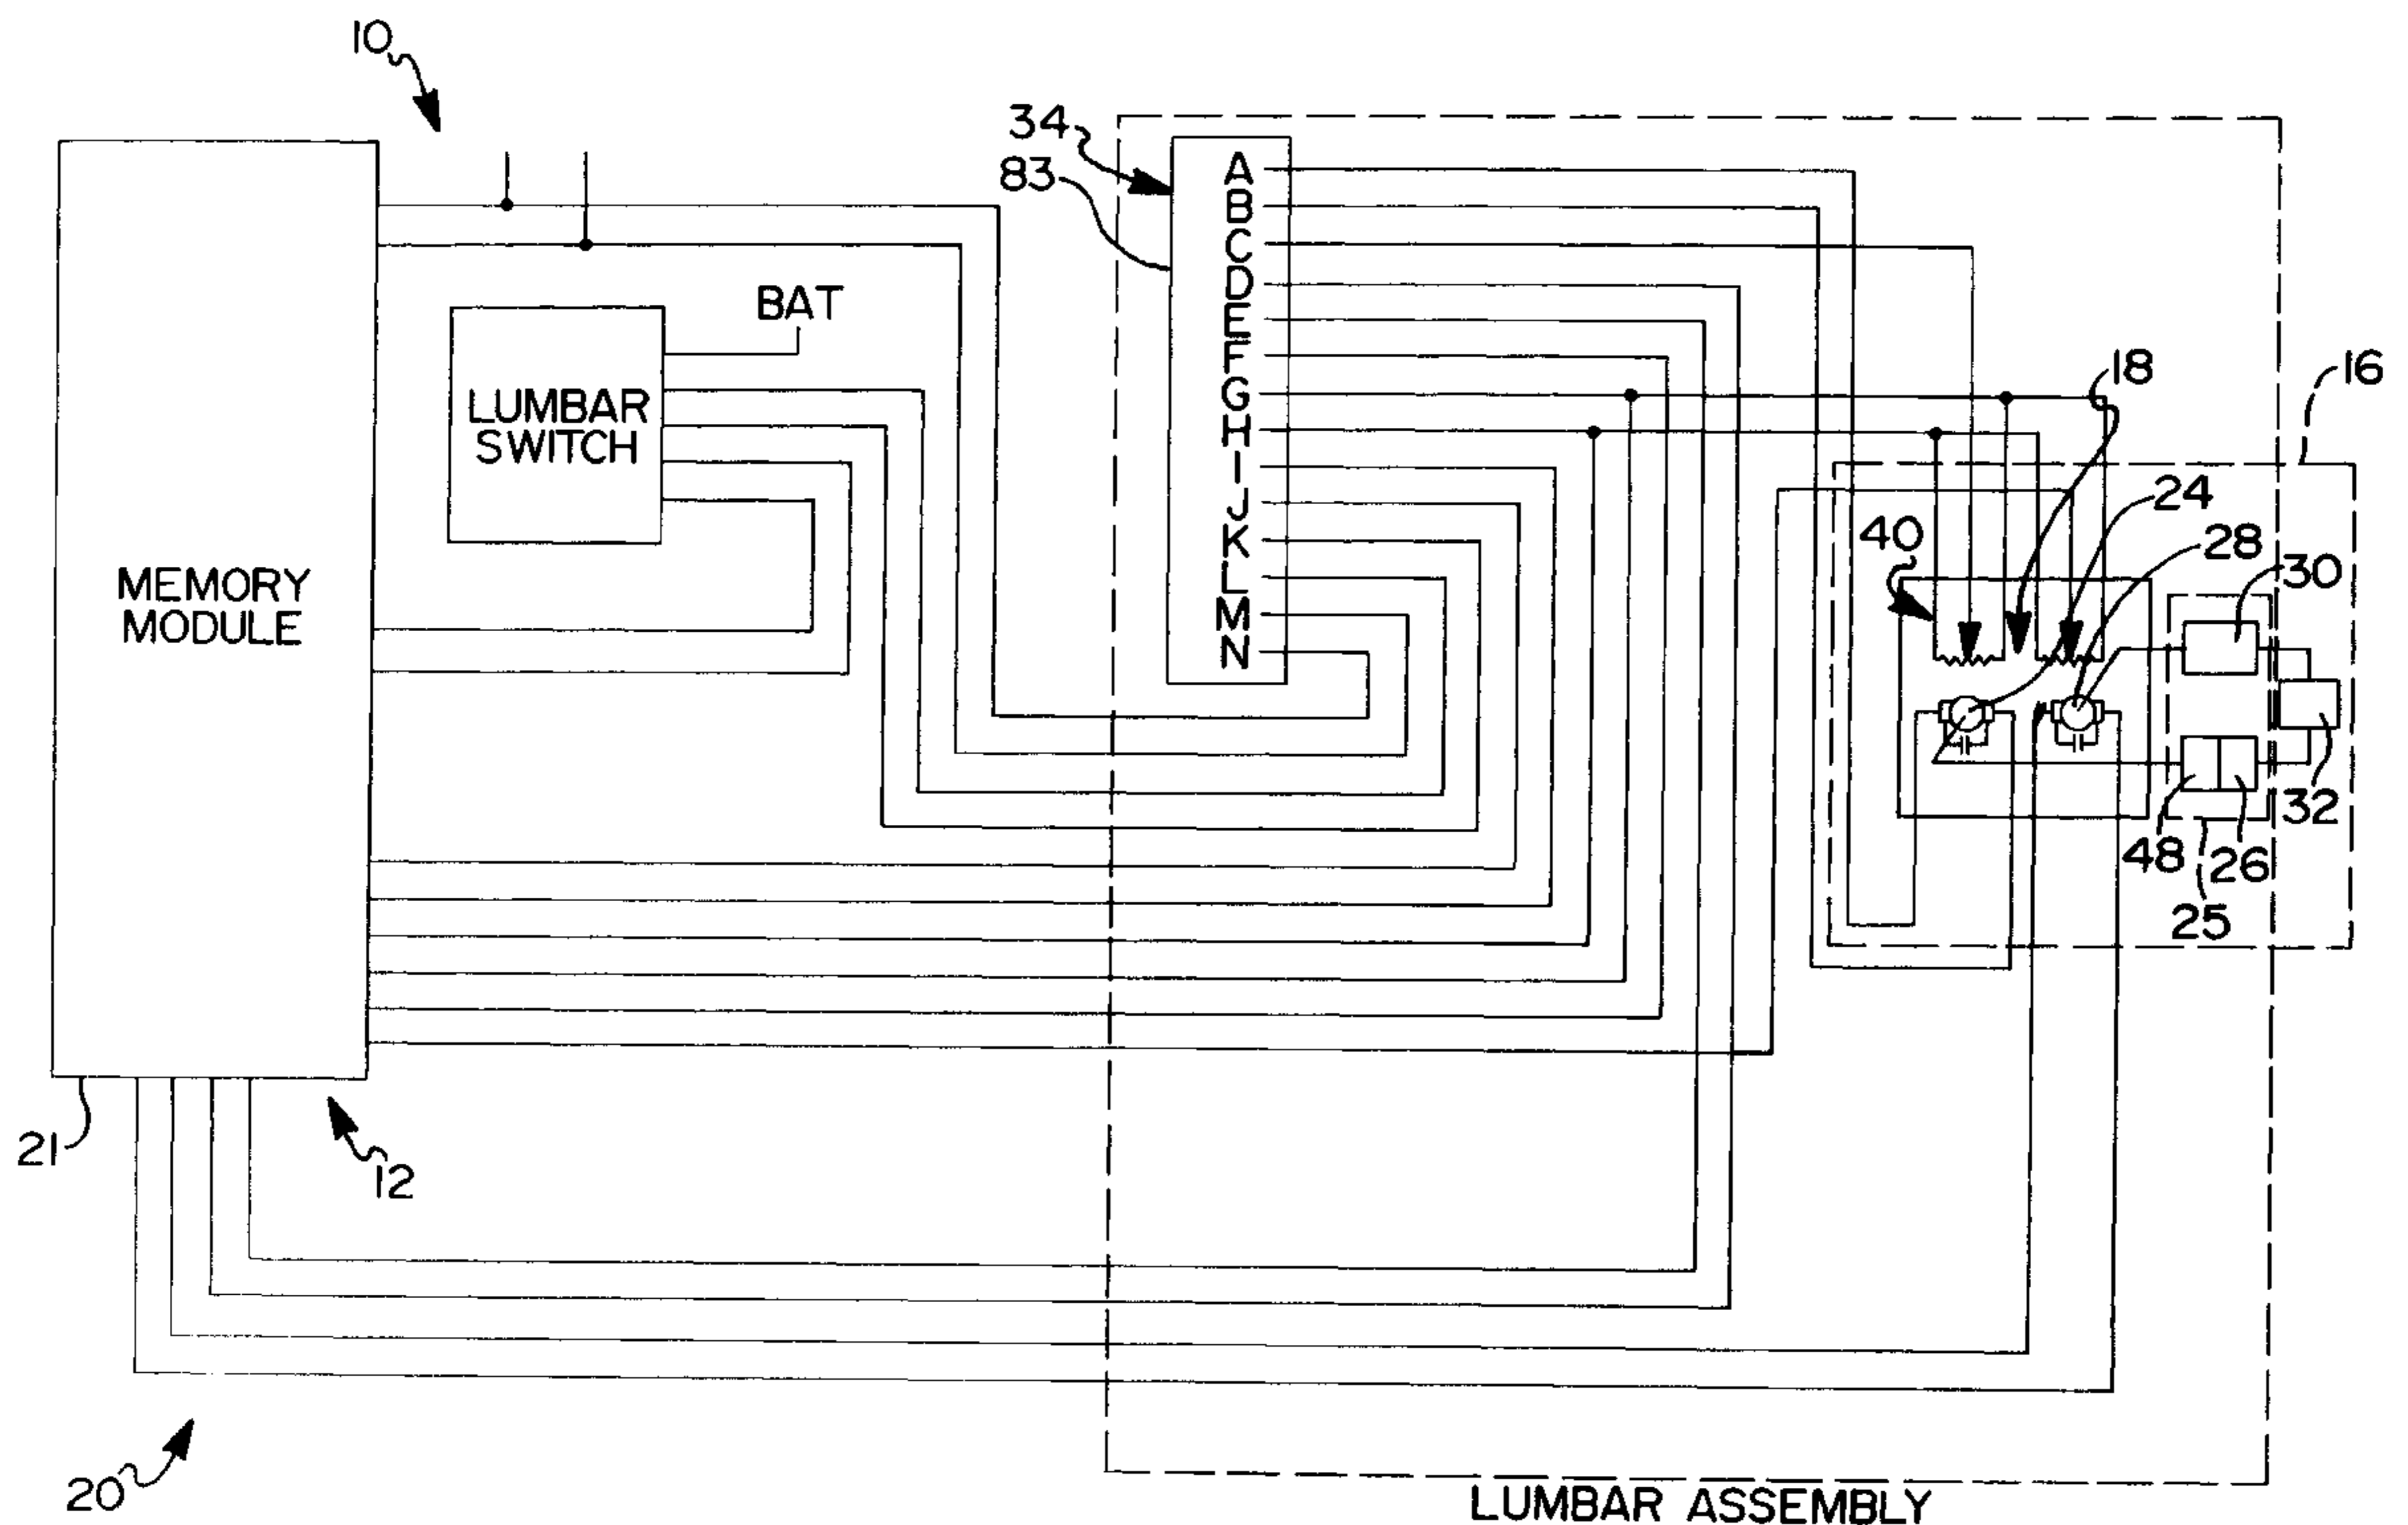 10
34
83
A
B
C
D
E
F
G
H
I
J
K
L
M
N
BAT
LUMBAR
SWITCH
MEMORY
MODULE
18
16
24
40
28
30
32
48
26
25
21
12
20
LUMBAR ASSEMBLY